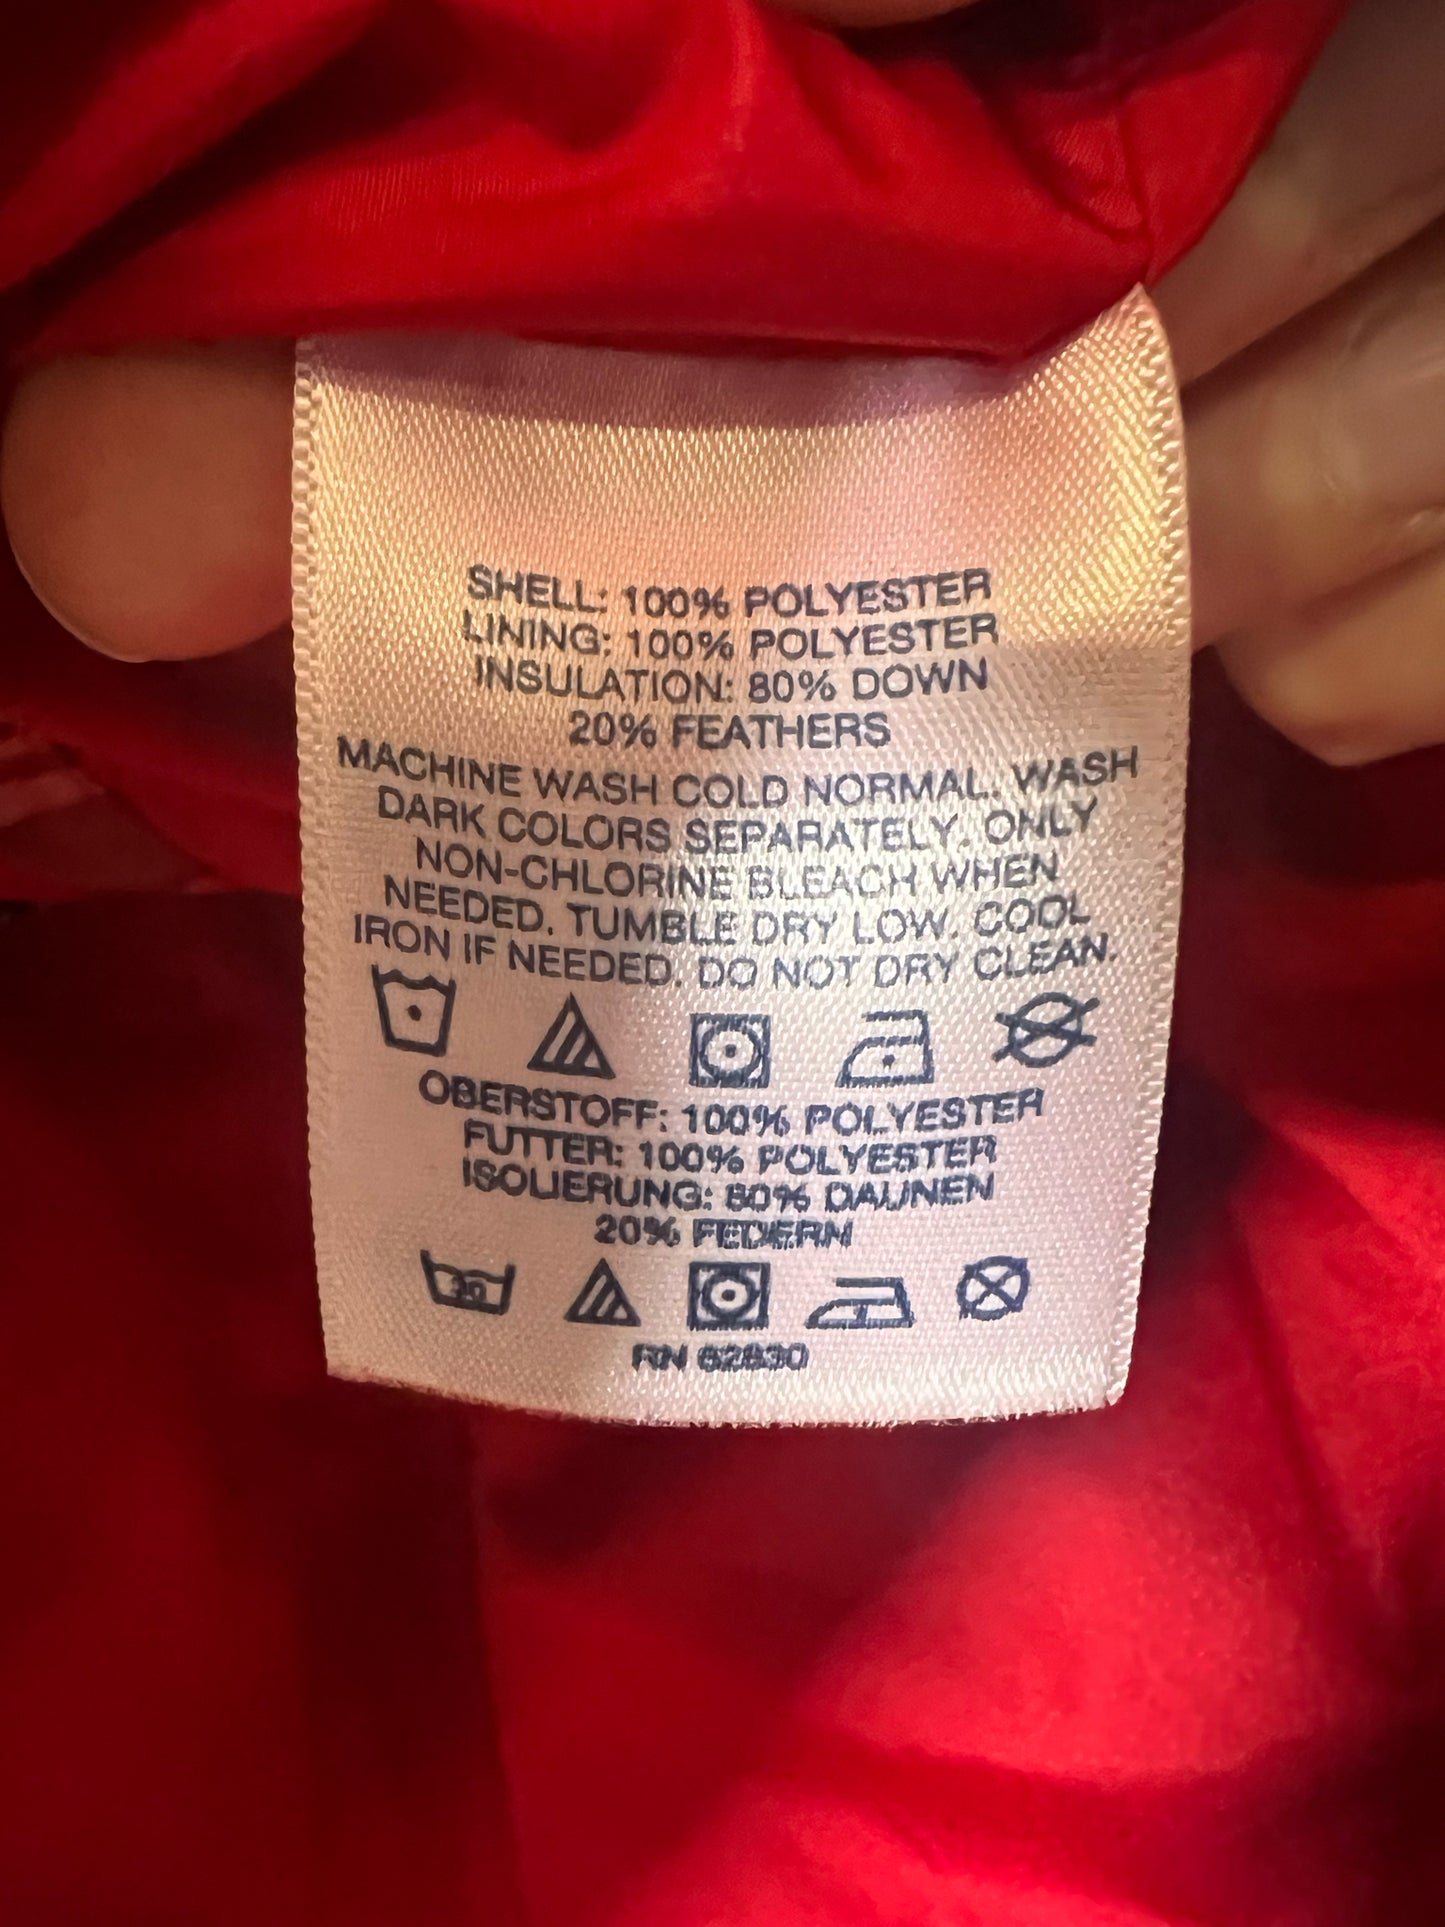 SHELL: 100% POLYESTER
LINING: 100% POLYESTER
INSULATION: 80% DOWN
20% FEATHERS
MACHINE WASH COLD NORMAL. WASH
DARK COLORS SEPARATELY. ONLY
NON-CHLORINE BLEACH WHEN
NEEDED. TUMBLE DRY LOW. COOL
IRON IF NEEDED. DO NOT DRY CLEAN.
OBERSTOFF: 100% POLYESTER
FUTTER: 100% POLYESTER
ISOLIERUNG: 80% DAUNEN
20% FEDERN
30
RN 62830